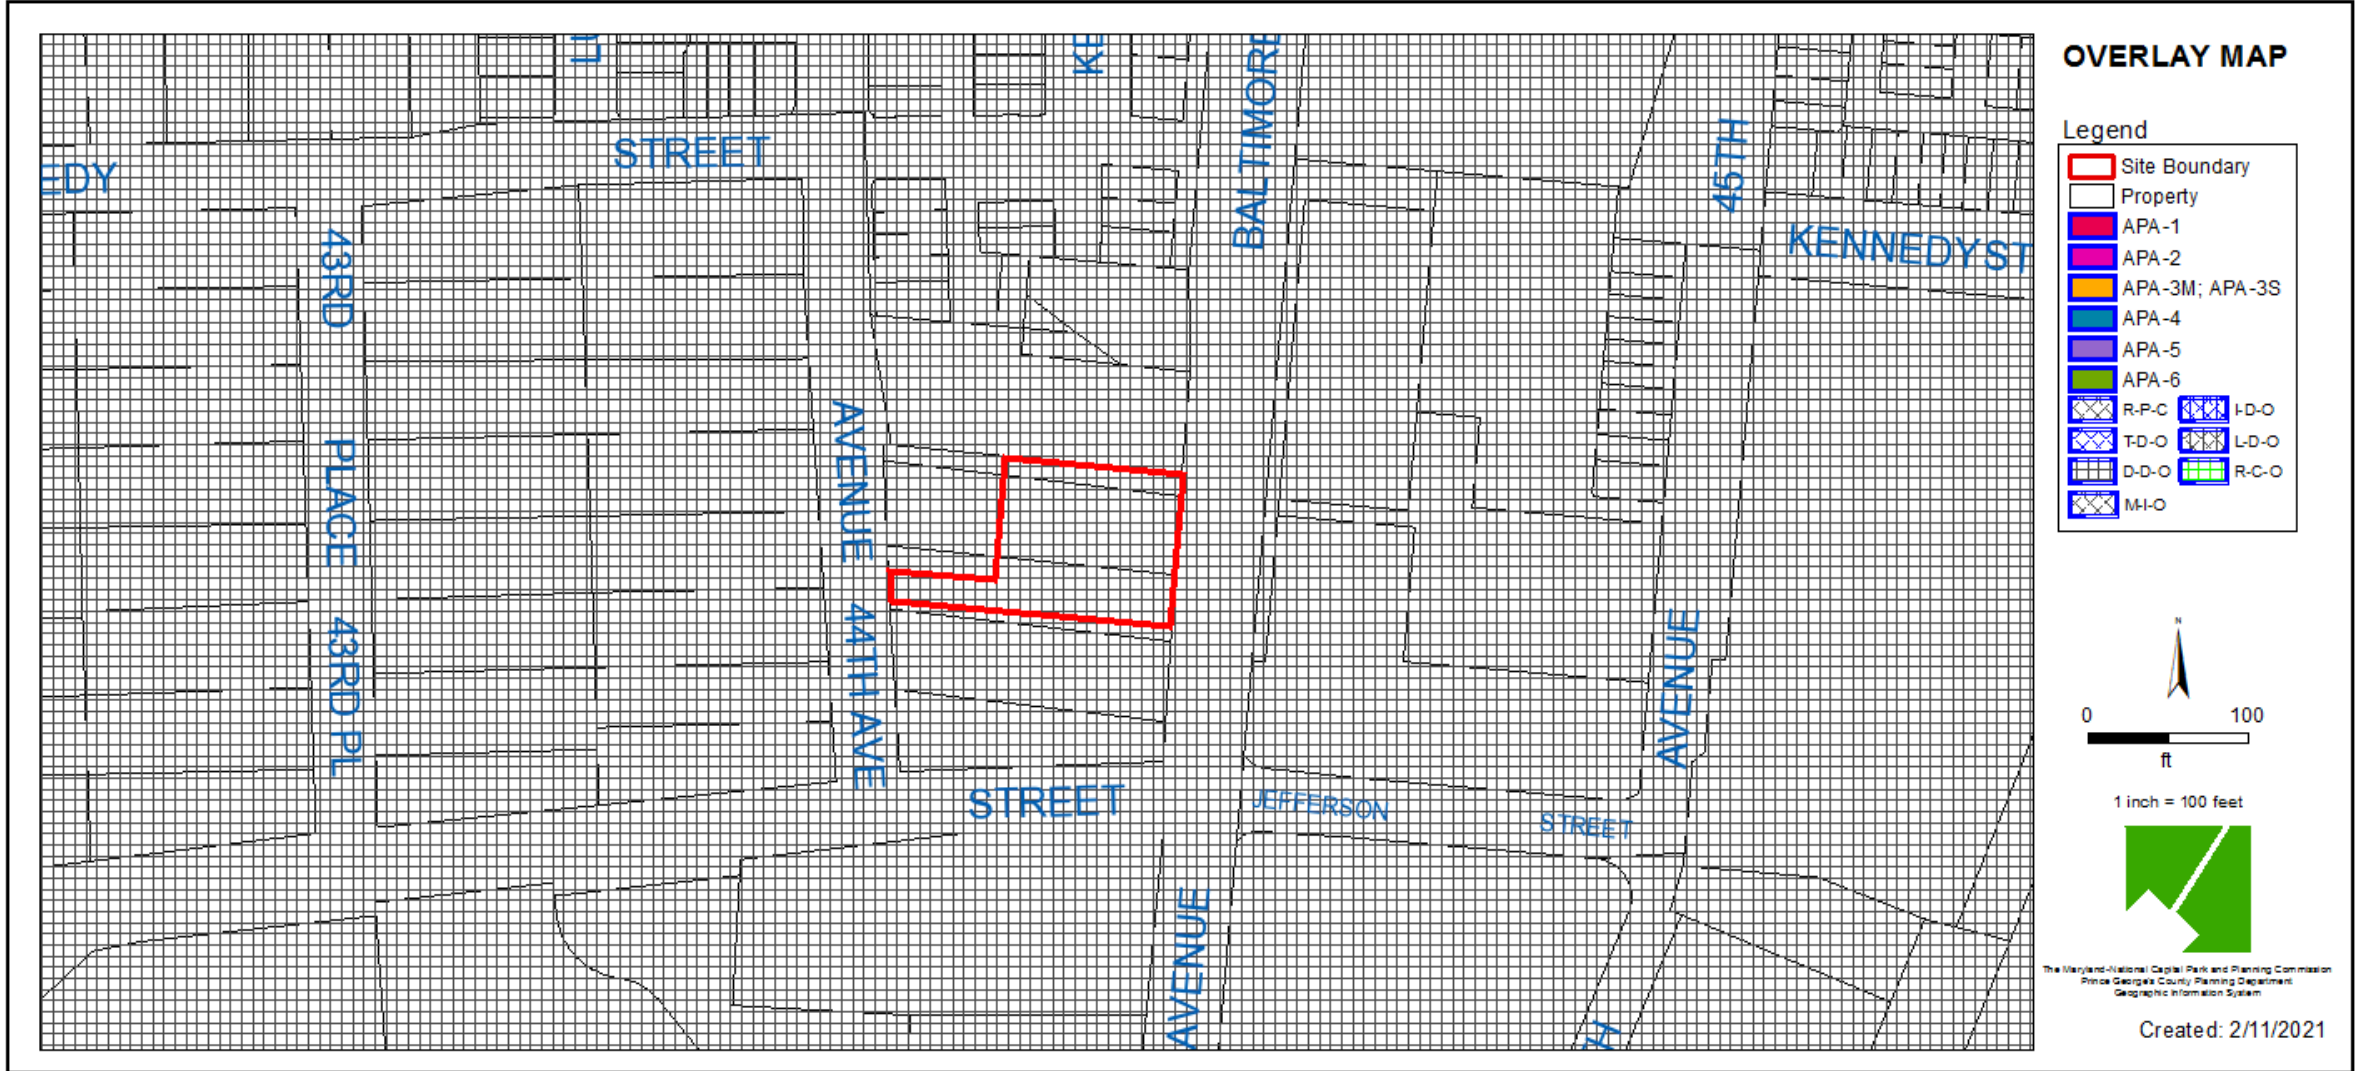 OVERLAY MAP
Legend
Site Boundary
Property
APA-1
APA-2
APA-3M; APA-3S
APA-4
APA-5
APA-6
R-P-C
I-D-O
T-D-O
L-D-O
D-D-O
R-C-O
M-I-O
N
0 100
ft
1 inch = 100 feet
The Maryland-National Capital Park and Planning Commission
Prince George's County Planning Department
Geographic Information System
Created: 2/11/2021
KE
BALTIMORE
STREET
EDY
45TH
KENNEDY ST
43RD
PLACE
43RD PL
AVENUE
44TH AVE
AVENUE
STREET
JEFFERSON
STREET
AVENUE
H